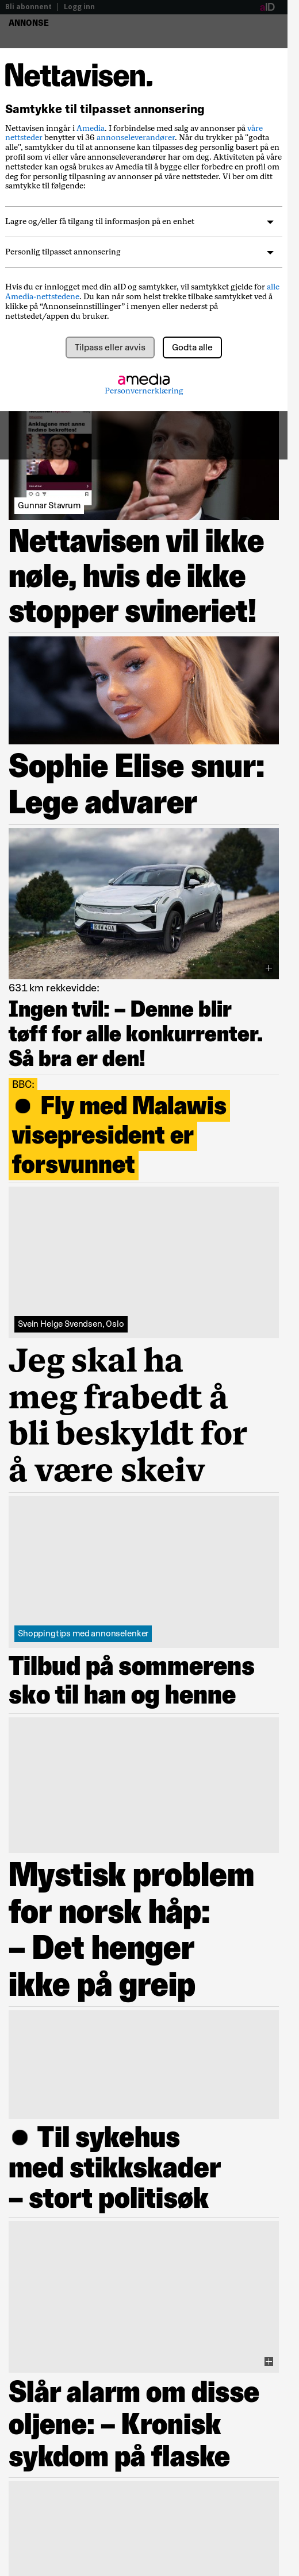 Bli abonnent | Logg inn
aID
ANNONSE
Nettavisen.
Samtykke til tilpasset annonsering
Nettavisen inngår i Amedia. I forbindelse med salg av annonser på våre
nettsteder benytter vi 36 annonseleverandører. Når du trykker på "godta
alle", samtykker du til at annonser kan tilpasses deg personlig basert på en
profil som vi eller våre annonseleverandører har om deg. Aktiviteten på våre
nettsteder kan også brukes av Amedia til å bygge eller forbedre en profil om
deg for personlig tilpasning av annonser på våre nettsteder. Vi ber om ditt
samtykke til følgende:
Lagre og/eller få tilgang til informasjon på en enhet
Personlig tilpasset annonsering
Hvis du er innlogget med din aID og samtykker, vil samtykket gjelde for alle
Amedia-nettstedene. Du kan når som helst trekke tilbake samtykket ved å
klikke på “Annonseinnstillinger” i menyen eller nederst på
nettstedet/appen du bruker.
Tilpass eller avvis
Godta alle
amedia
Personvernerklæring
Anklagene mot anne
lindmo bekreftes!
Gunnar Stavrum
Nettavisen vil ikke
nøle, hvis de ikke
stopper svineriet!
Sophie Elise snur:
Lege advarer
631 km rekkevidde:
Ingen tvil: – Denne blir
tøff for alle konkurrenter.
Så bra er den!
BBC:
Fly med Malawis
visepresident er
forsvunnet
Svein Helge Svendsen, Oslo
Jeg skal ha
meg frabedt å
bli beskyldt for
å være skeiv
Shoppingtips med annonselenker
Tilbud på sommerens
sko til han og henne
Mystisk problem
for norsk håp:
– Det henger
ikke på greip
Til sykehus
med stikkskader
– stort politisøk
Slår alarm om disse
oljene: – Kronisk
sykdom på flaske